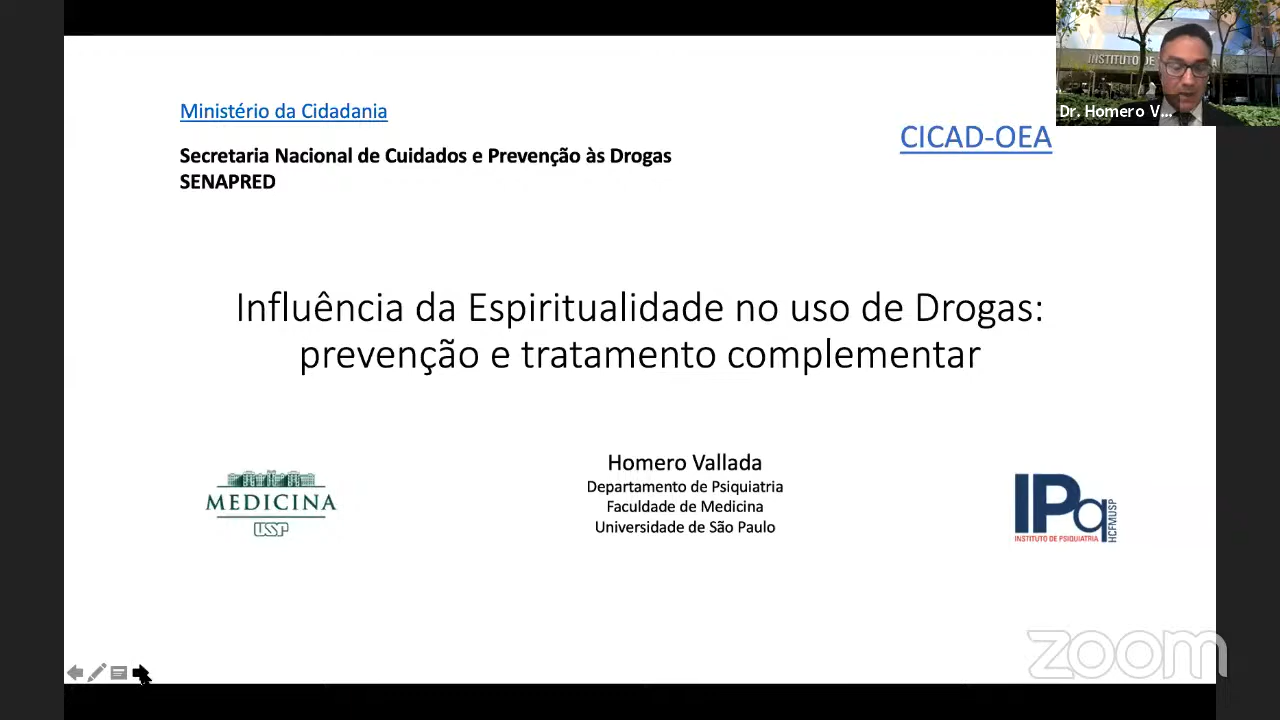 Ministério da Cidadania
Secretaria Nacional de Cuidados e Prevenção às Drogas
SENAPRED
CICAD-OEA
INSTITUTO DE
Dr. Homero V...
Influência da Espiritualidade no uso de Drogas:
prevenção e tratamento complementar
MEDICINA
USP
Homero Vallada
Departamento de Psiquiatria
Faculdade de Medicina
Universidade de São Paulo
IPq
HCFMUSP
INSTITUTO DE PSIQUIATRIA
zoom